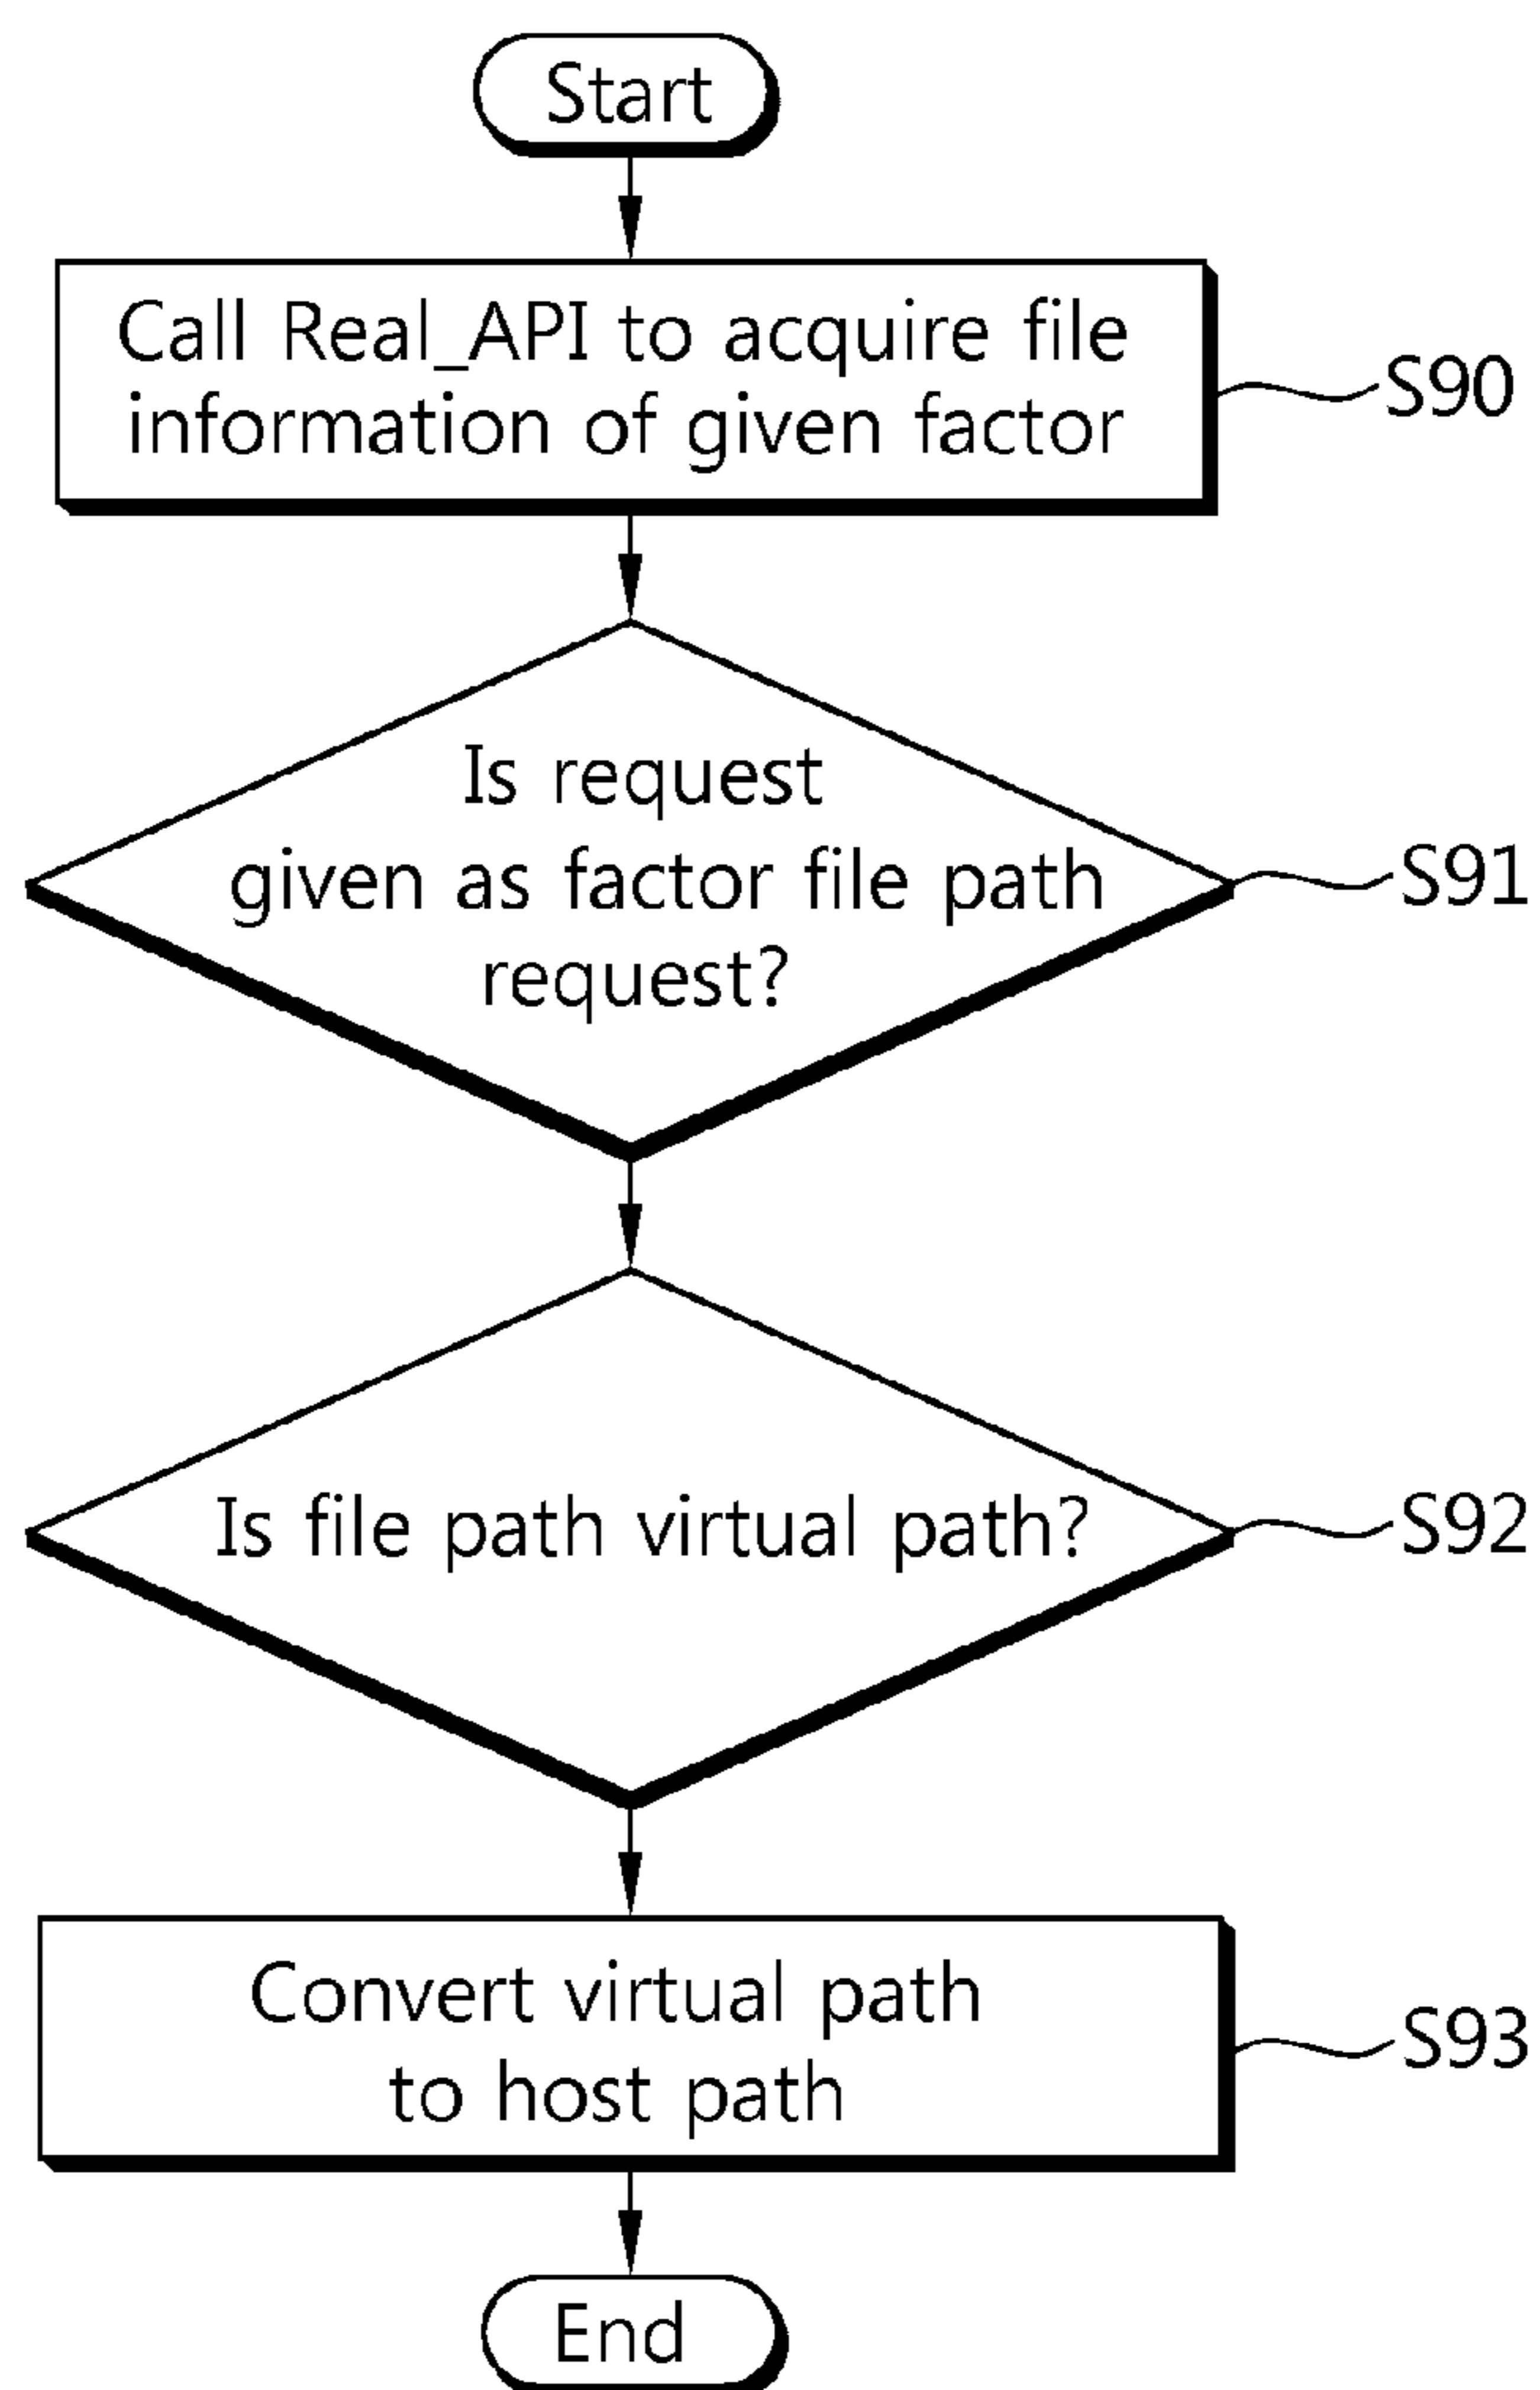 Start
Call Real_API to acquire file
information of given factor
S90
Is request
given as factor file path
request?
S91
Is file path virtual path?
S92
Convert virtual path
to host path
S93
End